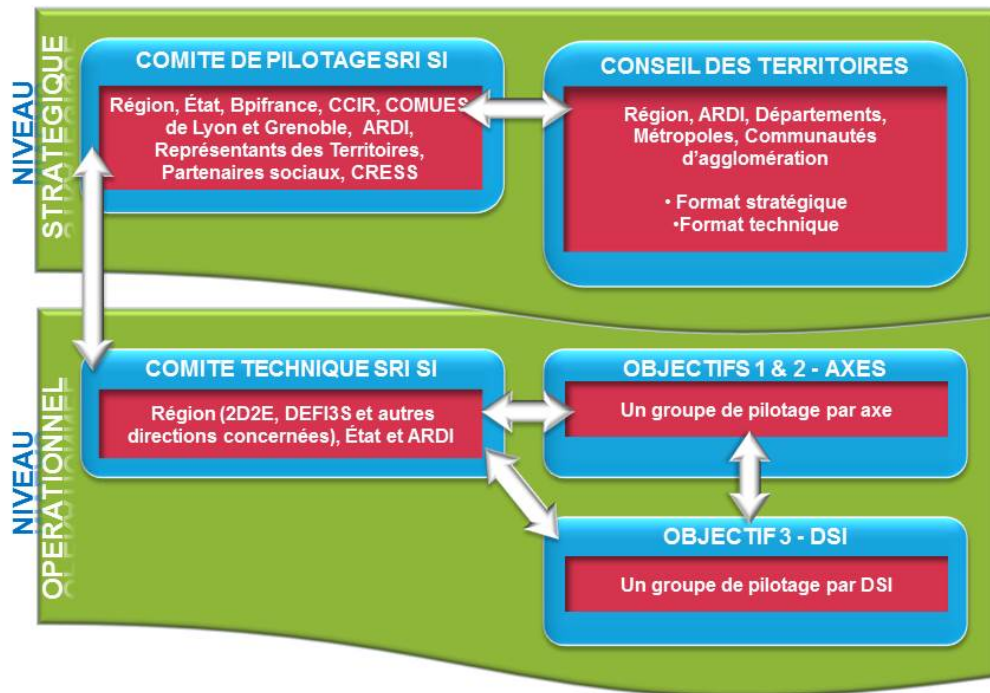 NIVEAU
STRATEGIQUE
COMITE DE PILOTAGE SRI SI
Région, État, Bpifrance, CCIR, COMUES
de Lyon et Grenoble, ARDI,
Représentants des Territoires,
Partenaires sociaux, CRESS
CONSEIL DES TERRITOIRES
Région, ARDI, Départements,
Métropoles, Communautés
d'agglomération
• Format stratégique
•Format technique
NIVEAU
OPERATIONNEL
COMITE TECHNIQUE SRI SI
Région (2D2E, DEFI3S et autres
directions concernées), État et ARDI
OBJECTIFS 1 & 2 - AXES
Un groupe de pilotage par axe
OBJECTIF 3 - DSI
Un groupe de pilotage par DSI